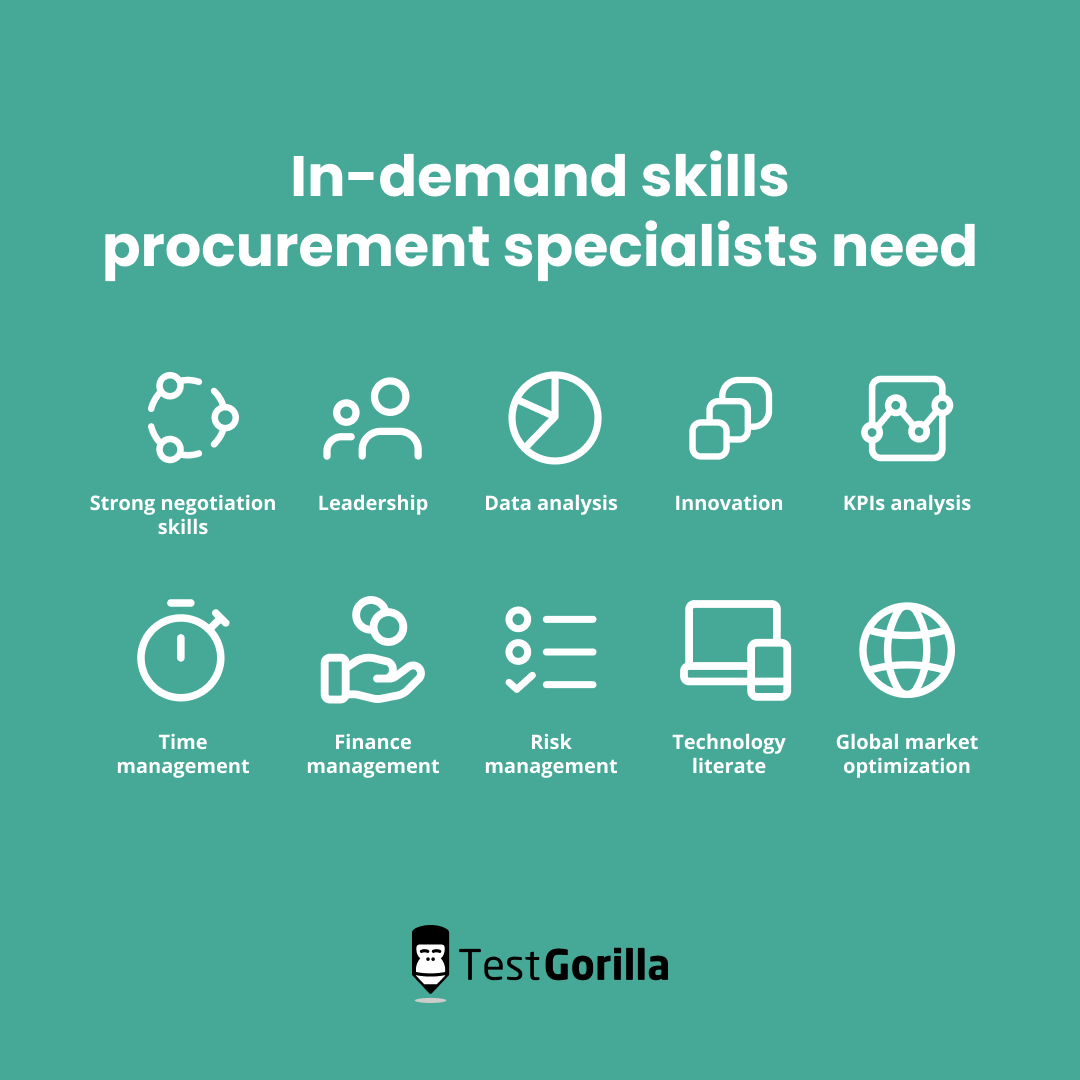 In-demand skills
procurement specialists need
Strong negotiation
skills
Leadership
Data analysis
Innovation
KPIs analysis
Time
management
Finance
management
Risk
management
Technology
literate
Global market
optimization
TestGorilla